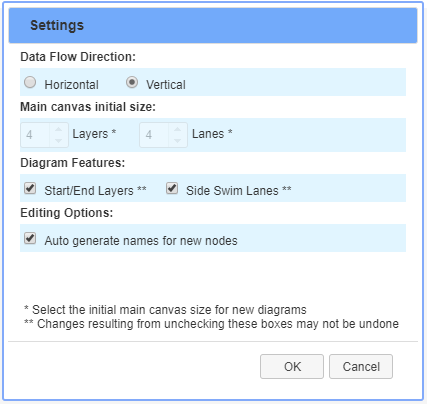 Settings
Data Flow Direction:
Horizontal Vertical
Main canvas initial size:
4 Layers * 4 Lanes *
Diagram Features:
Start/End Layers ** Side Swim Lanes **
Editing Options:
Auto generate names for new nodes
* Select the initial main canvas size for new diagrams
** Changes resulting from unchecking these boxes may not be undone
OK Cancel